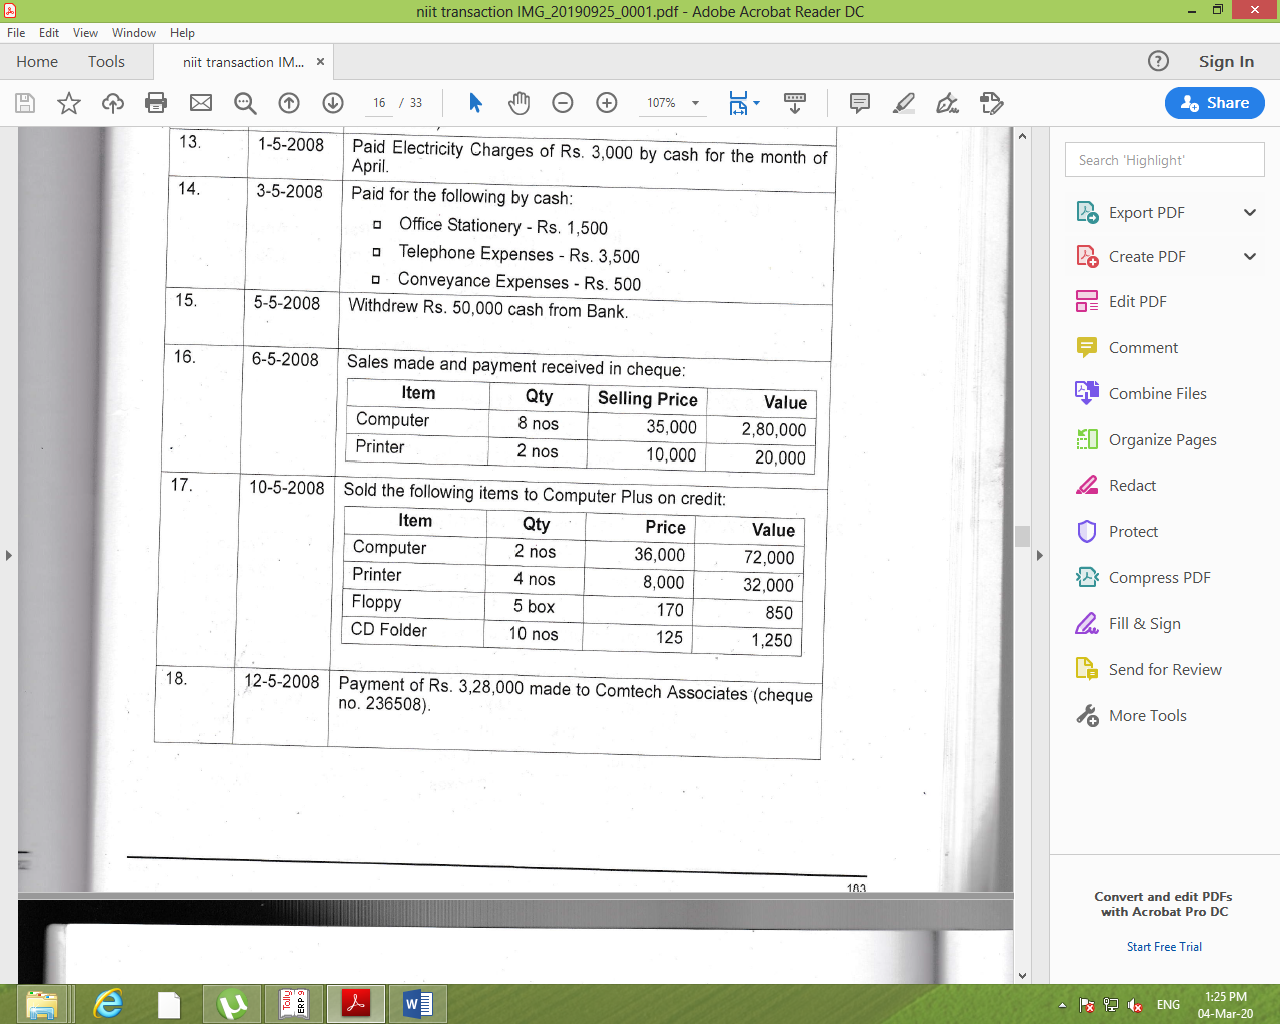 niit transaction IMG_20190925_0001.pdf - Adobe Acrobat Reader DC
File Edit View Window Help
Home Tools niit transaction IM... × Sign In
16 / 33 107% Share
13. 1-5-2008 Paid Electricity Charges of Rs. 3,000 by cash for the month of
April.
14. 3-5-2008 Paid for the following by cash:
Office Stationery - Rs. 1,500
Telephone Expenses - Rs. 3,500
Conveyance Expenses - Rs. 500
15. 5-5-2008 Withdrew Rs. 50,000 cash from Bank.
16. 6-5-2008 Sales made and payment received in cheque:
Item Qty Selling Price Value
Computer 8 nos 35,000 2,80,000
Printer 2 nos 10,000 20,000
17. 10-5-2008 Sold the following items to Computer Plus on credit:
Item Qty Price Value
Computer 2 nos 36,000 72,000
Printer 4 nos 8,000 32,000
Floppy 5 box 170 850
CD Folder 10 nos 125 1,250
18. 12-5-2008 Payment of Rs. 3,28,000 made to Comtech Associates (cheque
no. 236508).
Search 'Highlight'
Export PDF
Create PDF
Edit PDF
Comment
Combine Files
Organize Pages
Redact
Protect
Compress PDF
Fill & Sign
Send for Review
More Tools
Convert and edit PDFs
with Acrobat Pro DC
Start Free Trial
Tally
ERP 9
ENG
1:25 PM
04-Mar-20